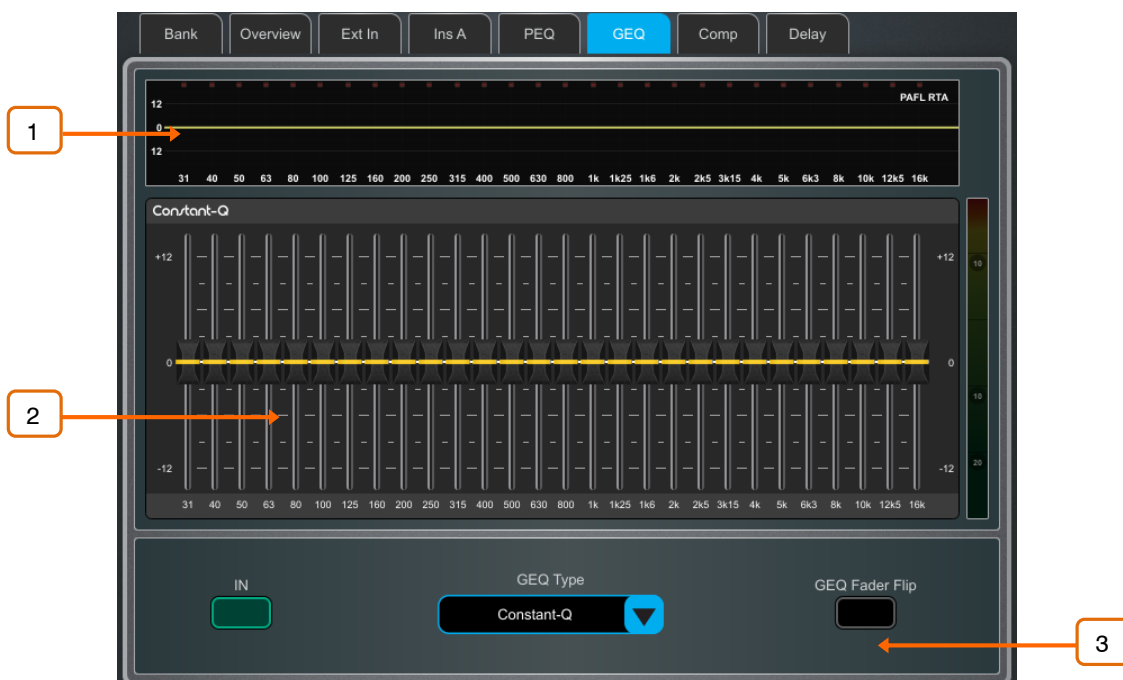 Bank Overview Ext In Ins A PEQ GEQ Comp Delay
PAFL RTA
12
0
12
31 40 50 63 80 100 125 160 200 250 315 400 500 630 800 1k 1k25 1k6 2k 2k5 3k15 4k 5k 6k3 8k 10k 12k5 16k
1
Constant-Q
+12 +12
10
0 0
10
2
-12 -12
20
31 40 50 63 80 100 125 160 200 250 315 400 500 630 800 1k 1k25 1k6 2k 2k5 3k15 4k 5k 6k3 8k 10k 12k5 16k
IN GEQ Type GEQ Fader Flip
Constant-Q
3